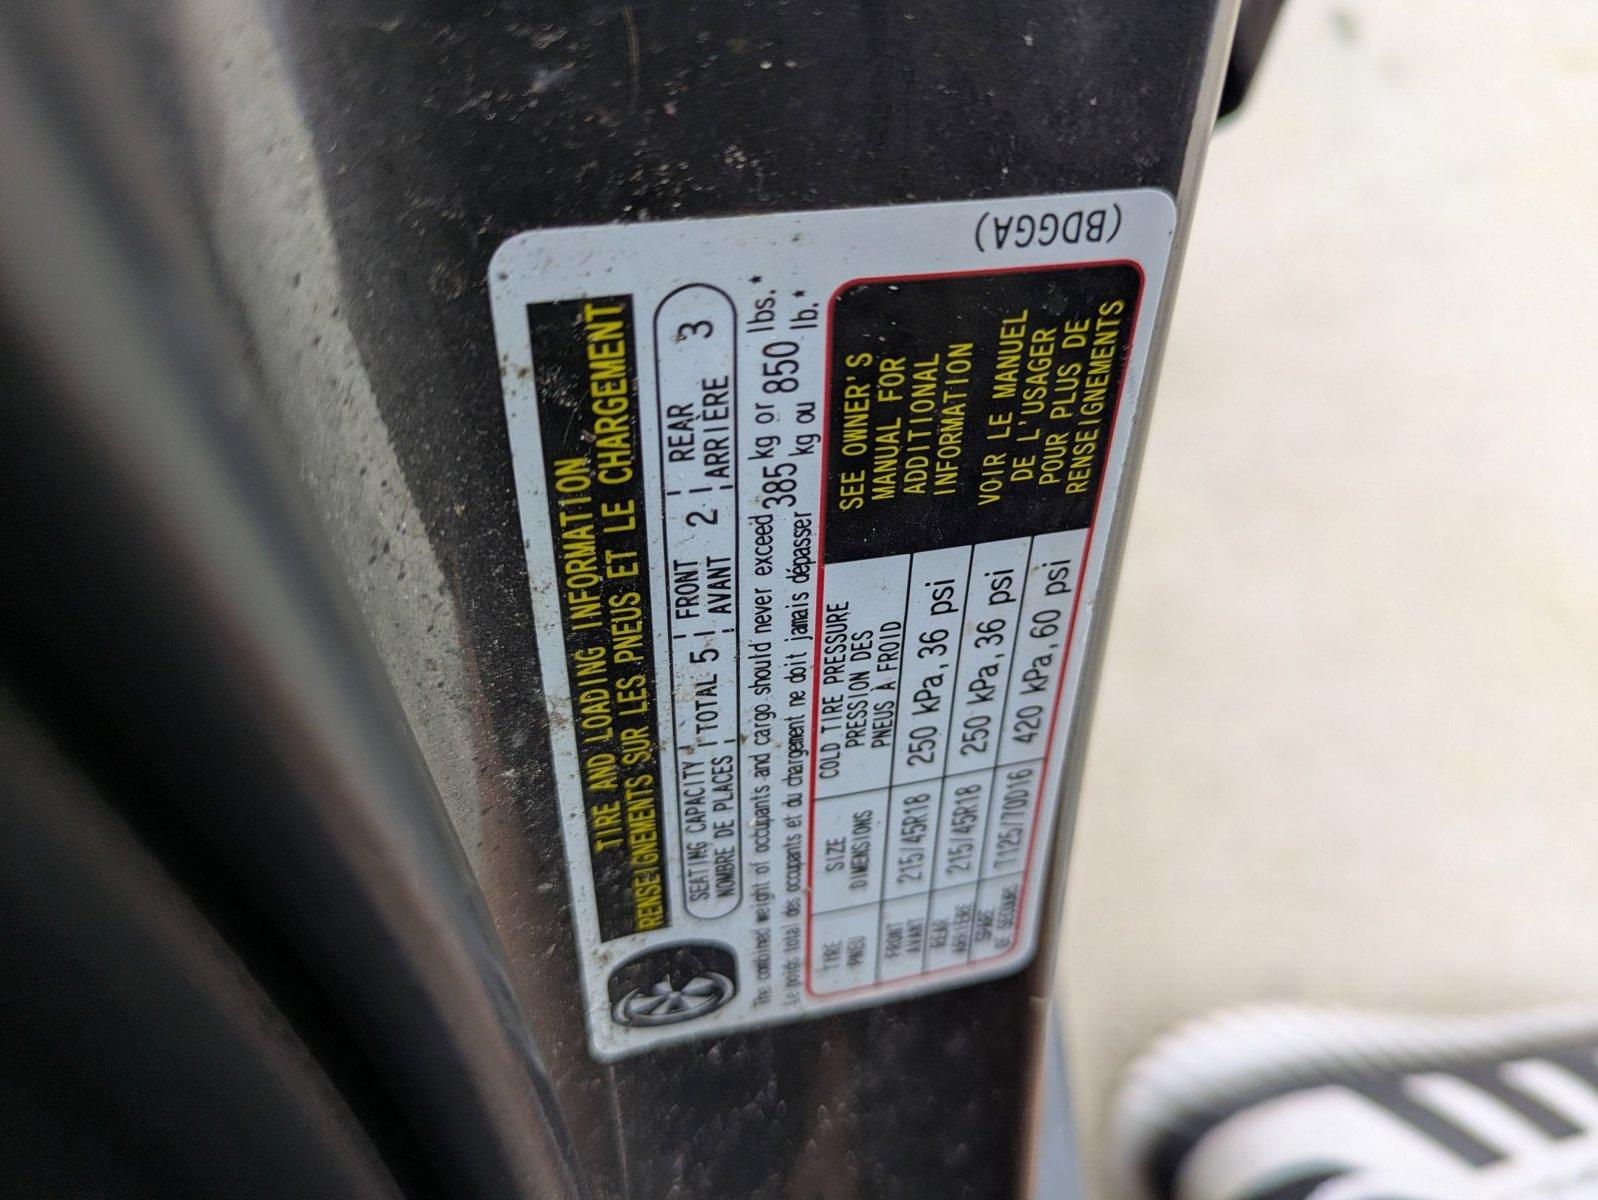 TIRE AND LOADING INFORMATION
RENSEIGNEMENTS SUR LES PNEUS ET LE CHARGEMENT
SEATING CAPACITY TOTAL 5 FRONT 2 REAR 3
NOMBRE DE PLACES AVANT ARRIÈRE
The combined weight of occupants and cargo should never exceed 385 kg or 850 lbs.*
Le poids total des occupants et du chargement ne doit jamais dépasser 385 kg ou 850 lb.*
TIRE SIZE COLD TIRE PRESSURE
PNEU DIMENSIONS PRESSION DES
PNEUS À FROID
FRONT
AVANT 215/45R18 250 kPa, 36 psi
REAR
ARRIÈRE 215/45R18 250 kPa, 36 psi
SPARE
DE SECOURS T125/70D16 420 kPa, 60 psi
SEE OWNER'S
MANUAL FOR
ADDITIONAL
INFORMATION
VOIR LE MANUEL
DE L'USAGER
POUR PLUS DE
RENSEIGNEMENTS
(BDGGA)